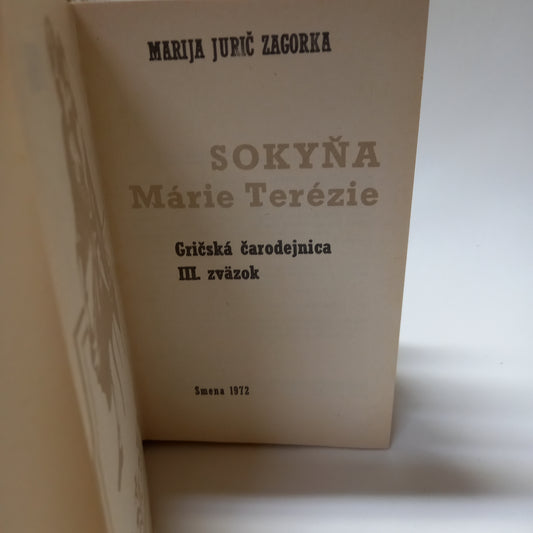 MARIJA JURIČ ZAGORKA
SOKYŇA
Márie Terézie
Gričská čarodejnica
III. zväzok
Smena 1972